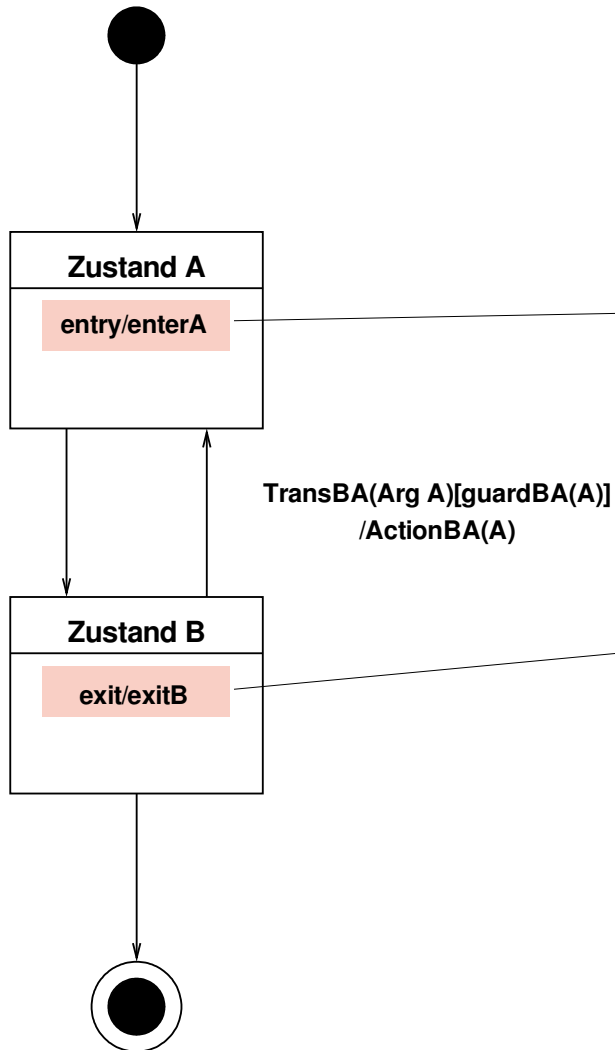 Zustand A
entry/enterA
TransBA(Arg A)[guardBA(A)]
/ActionBA(A)
Zustand B
exit/exitB